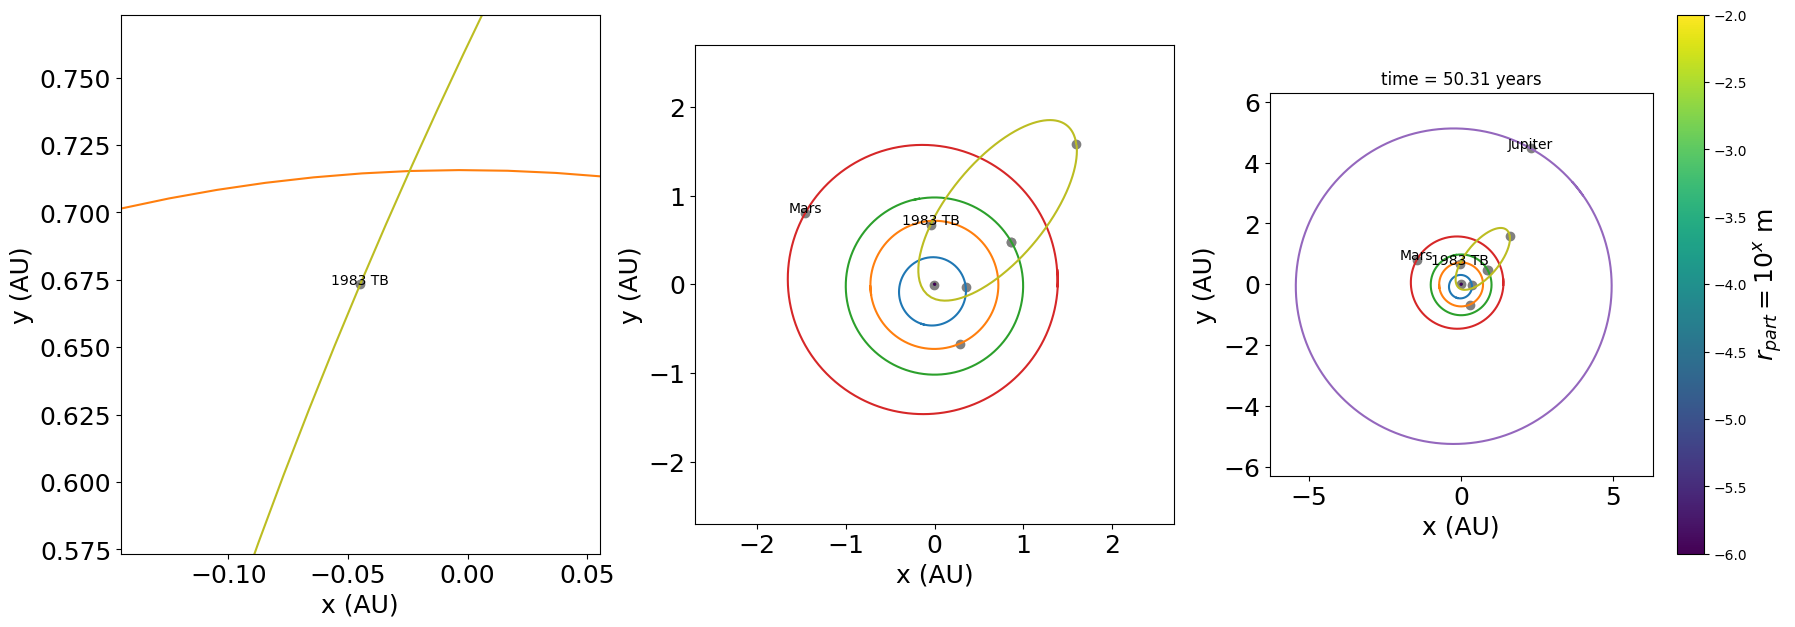 0.750
0.725
0.700
0.675
0.650
0.625
0.600
0.575
−0.10
−0.05
0.00
0.05
x (AU)
y (AU)
1983 TB
2
1
0
−1
−2
−2
−1
0
1
2
x (AU)
y (AU)
Mars
1983 TB
time = 50.31 years
6
4
2
0
−2
−4
−6
−5
0
5
x (AU)
y (AU)
Jupiter
Mars
1983 TB
−2.0
−2.5
−3.0
−3.5
−4.0
−4.5
−5.0
−5.5
−6.0
r_part = 10^x m